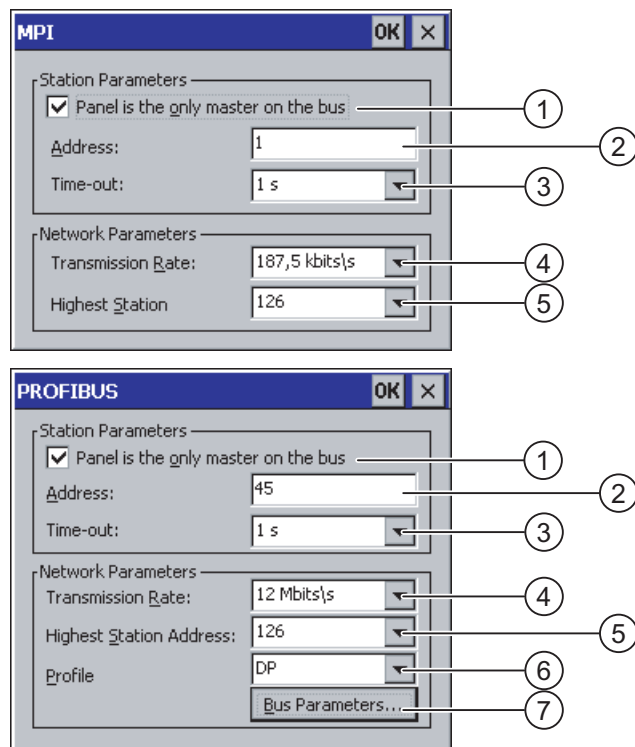 MPI OK ×
Station Parameters
Panel is the only master on the bus 1
Address: 1 2
Time-out: 1 s 3
Network Parameters
Transmission Rate: 187,5 kbits\s 4
Highest Station 126 5
PROFIBUS OK ×
Station Parameters
Panel is the only master on the bus 1
Address: 45 2
Time-out: 1 s 3
Network Parameters
Transmission Rate: 12 Mbits\s 4
Highest Station Address: 126 5
Profile DP 6
Bus Parameters... 7